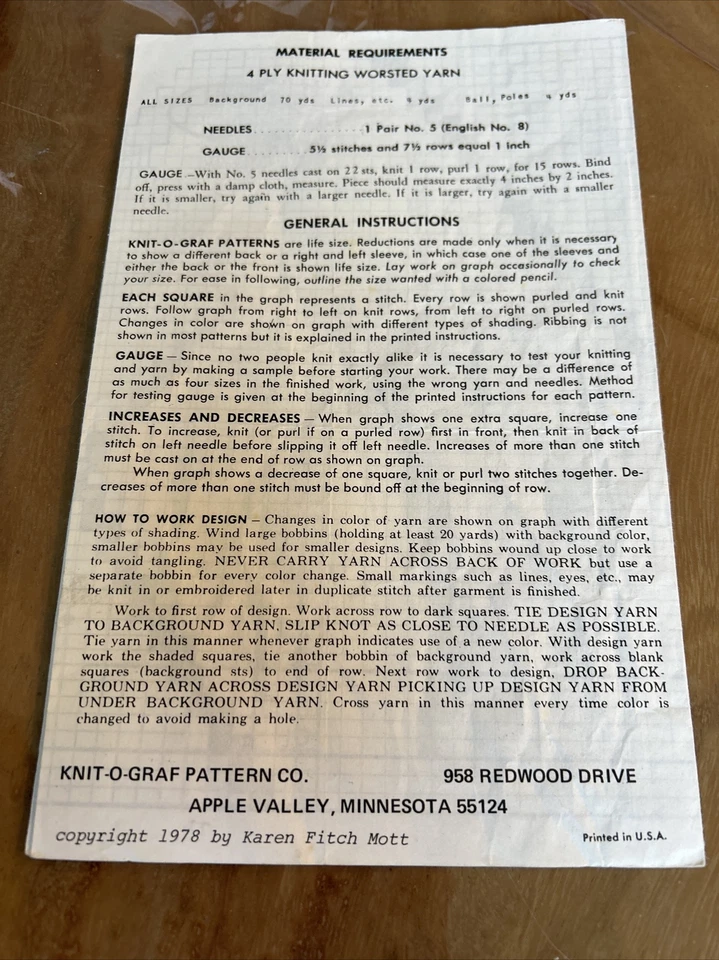 MATERIAL REQUIREMENTS
4 PLY KNITTING WORSTED YARN
ALL SIZES Background 70 yds Lines, etc. 4 yds Ball, Poles 4 yds
NEEDLES . . . . . . . . . . . . . . . . 1 Pair No. 5 (English No. 8)
GAUGE . . . . . . . . 5½ stitches and 7½ rows equal 1 Inch
GAUGE – With No. 5 needles cast on 22 sts, knit 1 row, purl 1 row, for 15 rows. Bind
off, press with a damp cloth, measure. Piece should measure exactly 4 inches by 2 inches.
If it is smaller, try again with a larger needle. If it is larger, try again with a smaller
needle.
GENERAL INSTRUCTIONS
KNIT-O-GRAF PATTERNS are life size. Reductions are made only when it is necessary
to show a different back or a right and left sleeve, in which case one of the sleeves and
either the back or the front is shown life size. Lay work on graph occasionally to check
your size. For ease in following, outline the size wanted with a colored pencil.
EACH SQUARE in the graph represents a stitch. Every row is shown purled and knit
rows. Follow graph from right to left on knit rows, from left to right on purled rows.
Changes in color are shown on graph with different types of shading. Ribbing is not
shown in most patterns but it is explained in the printed instructions.
GAUGE — Since no two people knit exactly alike it is necessary to test your knitting
and yarn by making a sample before starting your work. There may be a difference of
as much as four sizes in the finished work, using the wrong yarn and needles. Method
for testing gauge is given at the beginning of the printed instructions for each pattern.
INCREASES AND DECREASES — When graph shows one extra square, increase one
stitch. To increase, knit (or purl if on a purled row) first in front, then knit in back of
stitch on left needle before slipping it off left needle. Increases of more than one stitch
must be cast on at the end of row as shown on graph.
When graph shows a decrease of one square, knit or purl two stitches together. De-
creases of more than one stitch must be bound off at the beginning of row.
HOW TO WORK DESIGN – Changes in color of yarn are shown on graph with different
types of shading. Wind large bobbins (holding at least 20 yards) with background color,
smaller bobbins may be used for smaller designs. Keep bobbins wound up close to work
to avoid tangling. NEVER CARRY YARN ACROSS BACK OF WORK but use a
separate bobbin for every color change. Small markings such as lines, eyes, etc., may
be knit in or embroidered later in duplicate stitch after garment is finished.
Work to first row of design. Work across row to dark squares. TIE DESIGN YARN
TO BACKGROUND YARN, SLIP KNOT AS CLOSE TO NEEDLE AS POSSIBLE.
Tie yarn in this manner whenever graph indicates use of a new color. With design yarn
work the shaded squares, tie another bobbin of background yarn, work across blank
squares (background sts) to end of row. Next row work to design, DROP BACK-
GROUND YARN ACROSS DESIGN YARN PICKING UP DESIGN YARN FROM
UNDER BACKGROUND YARN. Cross yarn in this manner every time color is
changed to avoid making a hole.
KNIT-O-GRAF PATTERN CO. 958 REDWOOD DRIVE
APPLE VALLEY, MINNESOTA 55124
copyright 1978 by Karen Fitch Mott Printed in U.S.A.